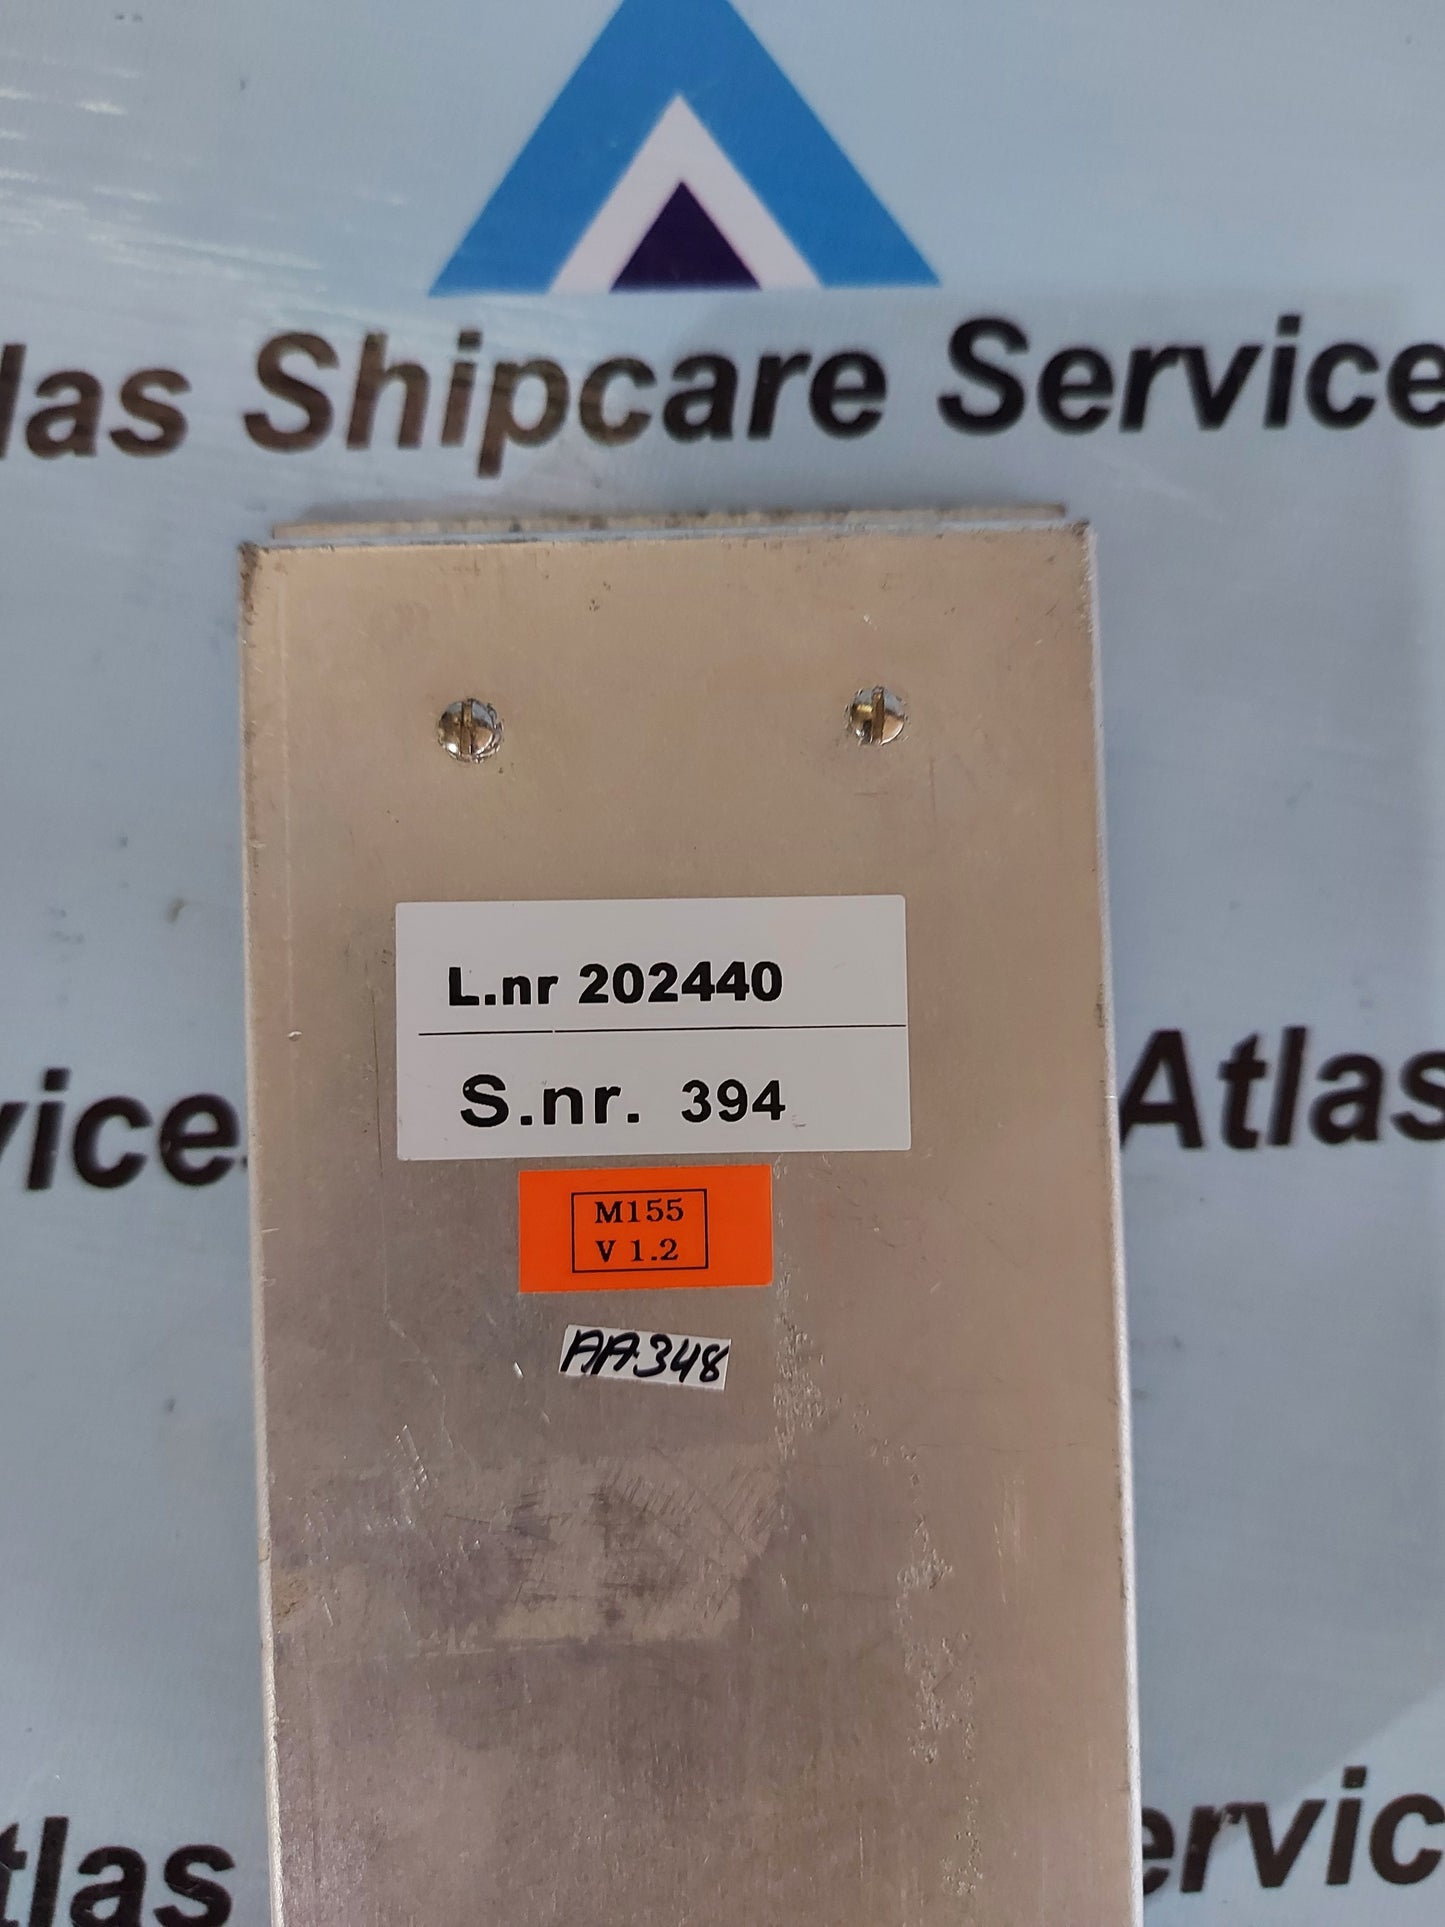 las Shipcare Service
L.nr 202440
S.nr. 394
vice Atlas
M155
V 1.2
AA348
tlas ervic